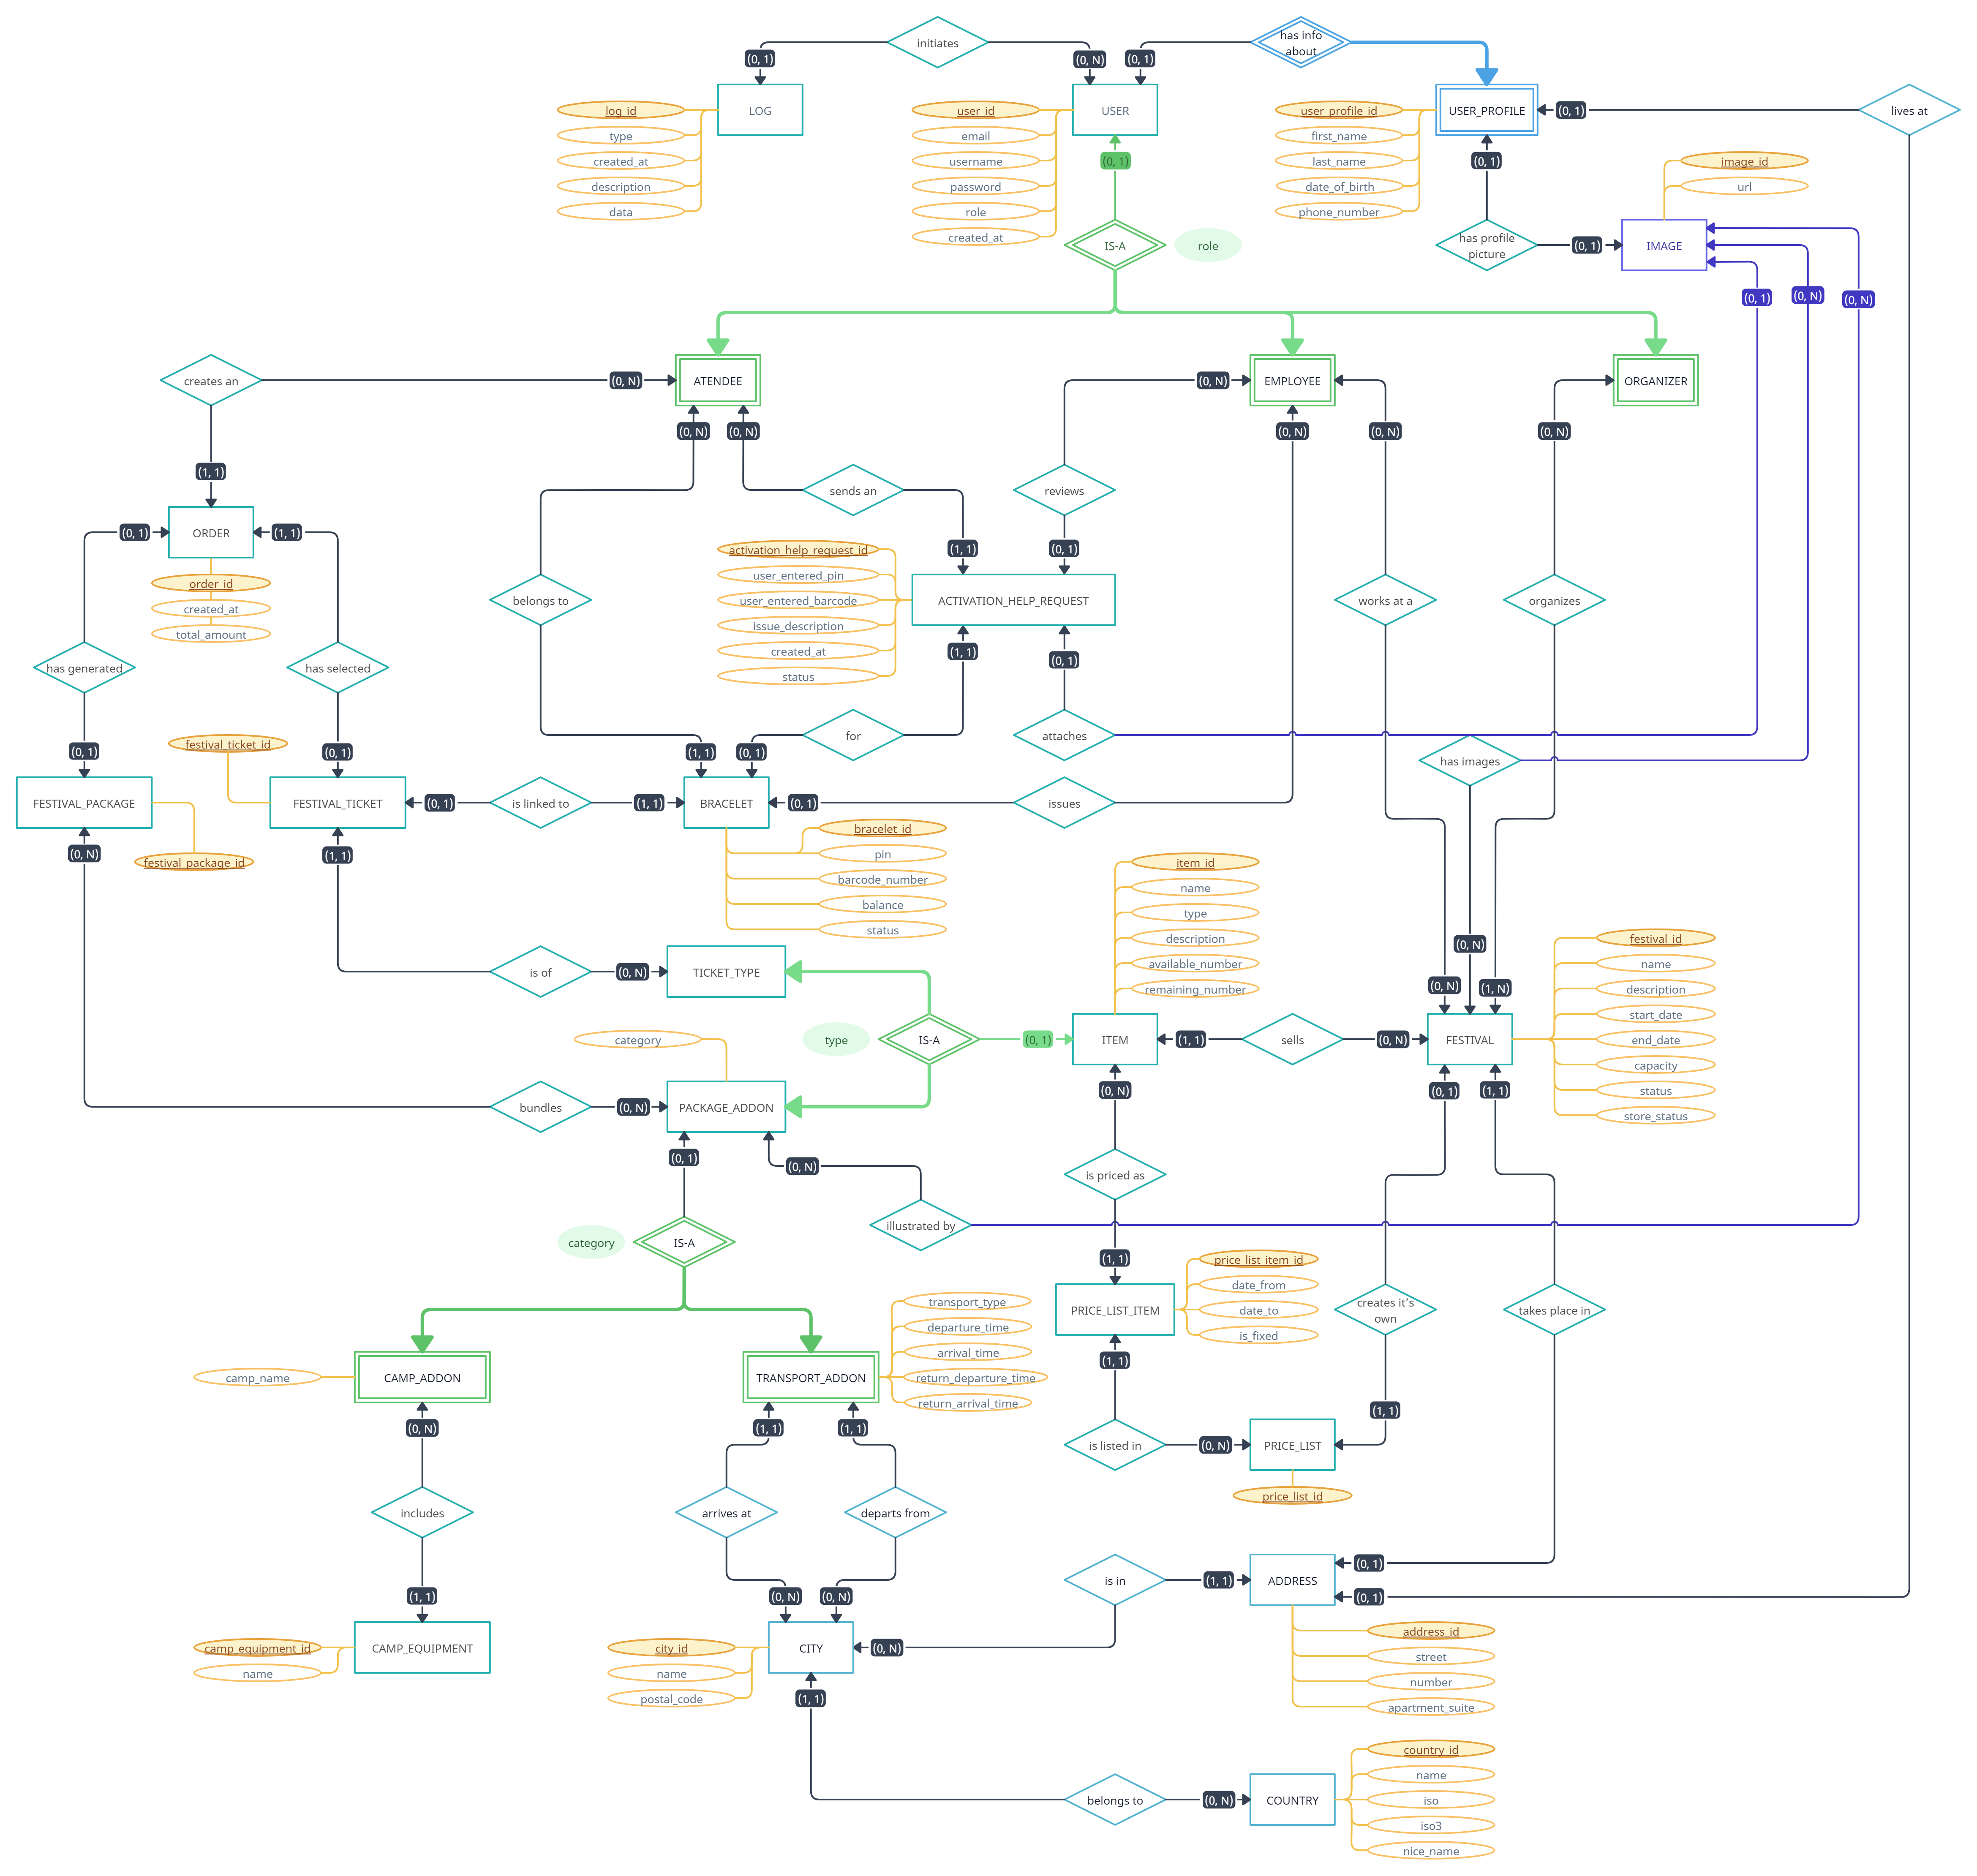 initiates
has info
about
(0, 1)
(0, N)
(0, 1)
LOG
log_id
type
created_at
description
data
USER
user_id
email
username
password
role
created_at
USER_PROFILE
user_profile_id
first_name
last_name
date_of_birth
phone_number
(0, 1)
lives at
(0, 1)
(0, 1)
image_id
url
IS-A
role
has profile
picture
(0, 1)
IMAGE
(0, 1)
(0, N)
(0, N)
creates an
(0, N)
ATENDEE
EMPLOYEE
ORGANIZER
(0, N)
(0, N)
(0, N)
(0, N)
(0, N)
(0, N)
(1, 1)
sends an
reviews
ORDER
(0, 1)
(1, 1)
order_id
created_at
total_amount
(1, 1)
(0, 1)
activation_help_request_id
user_entered_pin
user_entered_barcode
issue_description
created_at
status
ACTIVATION_HELP_REQUEST
belongs to
works at a
organizes
has generated
has selected
(1, 1)
(0, 1)
for
attaches
has images
(0, 1)
(0, 1)
(1, 1)
(0, 1)
festival_ticket_id
FESTIVAL_PACKAGE
FESTIVAL_TICKET
(0, 1)
is linked to
(1, 1)
BRACELET
(0, 1)
issues
(0, N)
(1, 1)
festival_package_id
bracelet_id
pin
barcode_number
balance
status
item_id
name
type
description
available_number
remaining_number
(0, N)
(0, N)
(1, N)
festival_id
name
description
start_date
end_date
capacity
status
store_status
is of
(0, N)
TICKET_TYPE
type
IS-A
(0, 1)
ITEM
(1, 1)
sells
(0, N)
FESTIVAL
category
bundles
(0, N)
PACKAGE_ADDON
(0, N)
(0, 1)
(1, 1)
(0, 1)
(0, N)
is priced as
illustrated by
category
IS-A
(1, 1)
price_list_item_id
date_from
date_to
is_fixed
PRICE_LIST_ITEM
creates it's
own
takes place in
transport_type
departure_time
arrival_time
return_departure_time
return_arrival_time
camp_name
CAMP_ADDON
TRANSPORT_ADDON
(1, 1)
(0, N)
(1, 1)
(1, 1)
(1, 1)
is listed in
(0, N)
PRICE_LIST
price_list_id
includes
arrives at
departs from
(1, 1)
(0, N)
(0, N)
is in
(1, 1)
ADDRESS
(0, 1)
(0, 1)
camp_equipment_id
name
CAMP_EQUIPMENT
city_id
name
postal_code
CITY
(0, N)
address_id
street
number
apartment_suite
(1, 1)
belongs to
(0, N)
COUNTRY
country_id
name
iso
iso3
nice_name